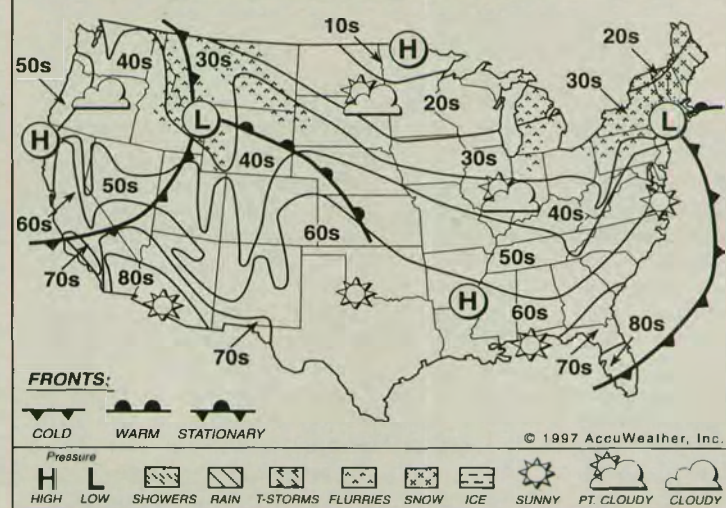 10s
H
20s
50s
40s
30s
20s
30s
H
L
40s
30s
L
50s
40s
60s
60s
50s
70s
80s
H
60s
80s
70s
70s
FRONTS:
COLD WARM STATIONARY
© 1997 AccuWeather, Inc.
Pressure
H L
HIGH LOW SHOWERS RAIN T-STORMS FLURRIES SNOW ICE SUNNY PT. CLOUDY CLOUDY